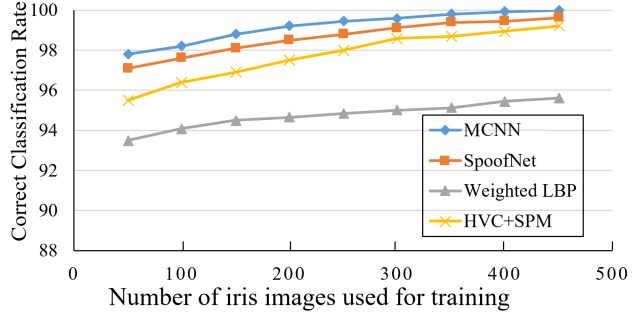 100
98
96
94
92
90
88
Correct Classification Rate
MCNN
SpoofNet
Weighted LBP
HVC+SPM
0 100 200 300 400 500
Number of iris images used for training